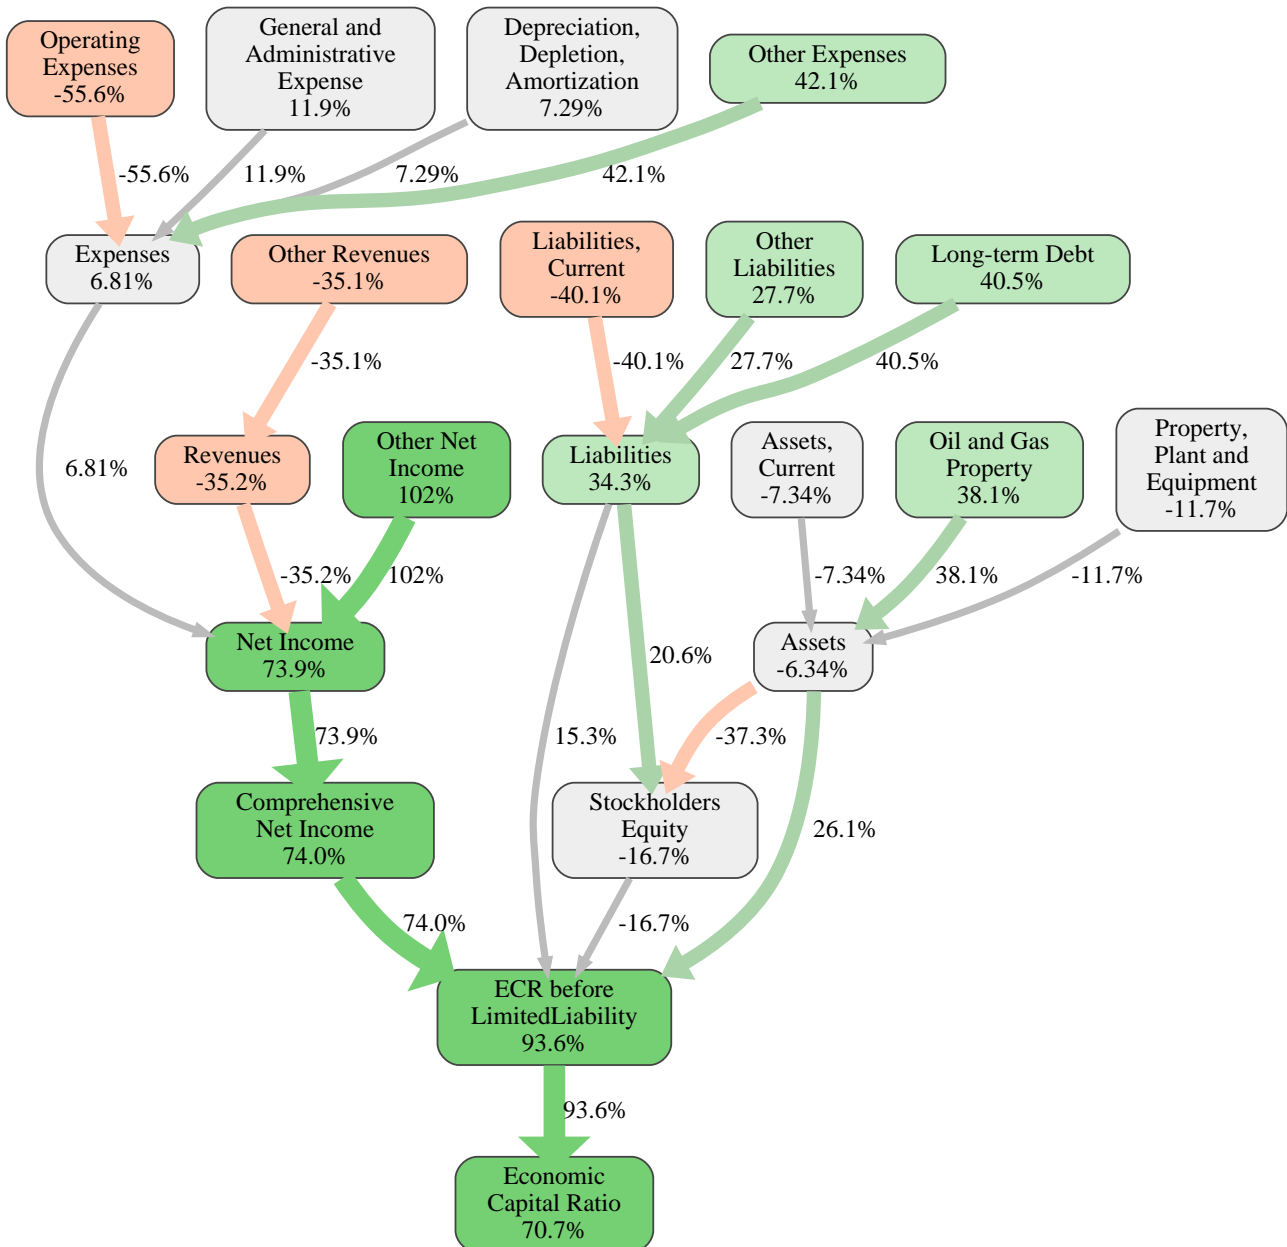 Operating
Expenses
-55.6%
General and
Administrative
Expense
11.9%
Depreciation,
Depletion,
Amortization
7.29%
Other Expenses
42.1%
-55.6%
11.9%
7.29%
42.1%
Expenses
6.81%
Other Revenues
-35.1%
Liabilities,
Current
-40.1%
Other
Liabilities
27.7%
Long-term Debt
40.5%
-35.1%
-40.1%
27.7%
40.5%
6.81%
Revenues
-35.2%
Other Net
Income
102%
Liabilities
34.3%
Assets,
Current
-7.34%
Oil and Gas
Property
38.1%
Property,
Plant and
Equipment
-11.7%
-35.2%
102%
-7.34%
38.1%
-11.7%
Net Income
73.9%
20.6%
Assets
-6.34%
73.9%
15.3%
-37.3%
26.1%
Comprehensive
Net Income
74.0%
Stockholders
Equity
-16.7%
74.0%
-16.7%
ECR before
LimitedLiability
93.6%
93.6%
Economic
Capital Ratio
70.7%